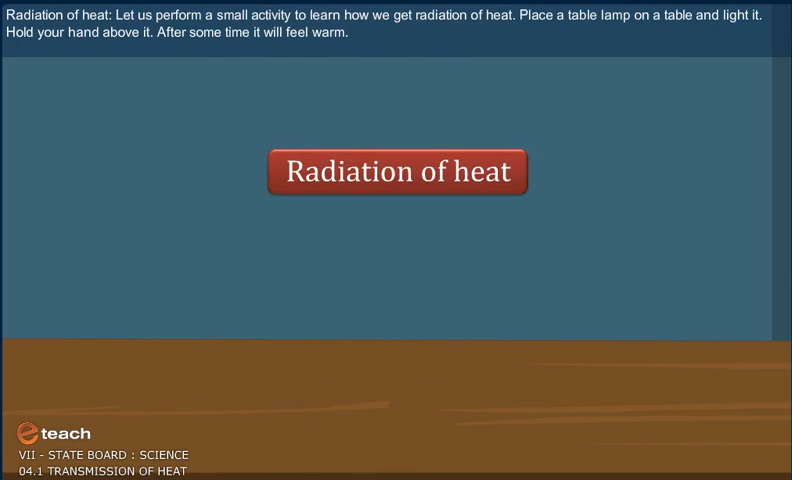 Radiation of heat: Let us perform a small activity to learn how we get radiation of heat. Place a table lamp on a table and light it.
Hold your hand above it. After some time it will feel warm.
Radiation of heat
eteach
VII - STATE BOARD : SCIENCE
04.1 TRANSMISSION OF HEAT